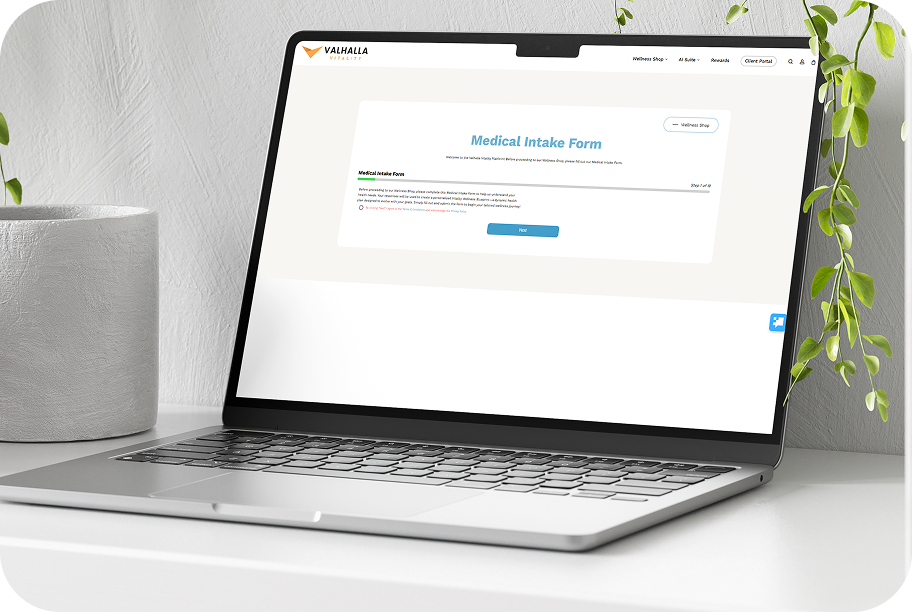 VALHALLA
VITALITY
Wellness Shop
AI Suite
Rewards
Client Portal
Wellness Shop
Medical Intake Form
Welcome to the Valhalla Vitality Platform! Before proceeding to our Wellness Shop, please fill out our Medical Intake Form.
Medical Intake Form
Step 1 of 18
Before proceeding to our Wellness Shop, please complete this Medical Intake Form to help us understand your
health needs. Your responses will be used to create a personalized Vitality Wellness Blueprint - a dynamic health
plan designed to evolve with your goals. Simply fill out and submit the form to begin your tailored wellness journey!
Next